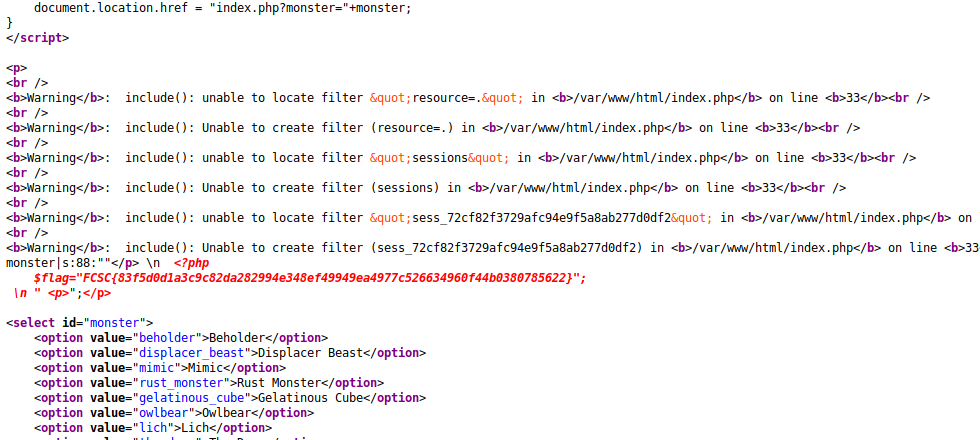 document.location.href = "index.php?monster="+monster;
}
</script>
<p>
<br />
<b>Warning</b>:  include(): unable to locate filter &quot;resource=.&quot; in <b>/var/www/html/index.php</b> on line <b>33</b><br />
<br />
<b>Warning</b>:  include(): Unable to create filter (resource=.) in <b>/var/www/html/index.php</b> on line <b>33</b><br />
<br />
<b>Warning</b>:  include(): unable to locate filter &quot;sessions&quot; in <b>/var/www/html/index.php</b> on line <b>33</b><br />
<br />
<b>Warning</b>:  include(): Unable to create filter (sessions) in <b>/var/www/html/index.php</b> on line <b>33</b><br />
<br />
<b>Warning</b>:  include(): unable to locate filter &quot;sess_72cf82f3729afc94e9f5a8ab277d0df2&quot; in <b>/var/www/html/index.php</b> on
<br />
<b>Warning</b>:  include(): Unable to create filter (sess_72cf82f3729afc94e9f5a8ab277d0df2) in <b>/var/www/html/index.php</b> on line <b>33
monster|s:88:""</p> \n  <?php
$flag="FCSC{83f5d0d1a3c9c82da282994e348ef49949ea4977c526634960f44b0380785622}";
\n " <p>";</p>
<select id="monster">
<option value="beholder">Beholder</option>
<option value="displacer_beast">Displacer Beast</option>
<option value="mimic">Mimic</option>
<option value="rust_monster">Rust Monster</option>
<option value="gelatinous_cube">Gelatinous Cube</option>
<option value="owlbear">Owlbear</option>
<option value="lich">Lich</option>